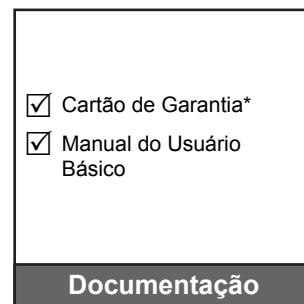 ☑ Cartão de Garantia*
☑ Manual do Usuário
Básico
Documentação